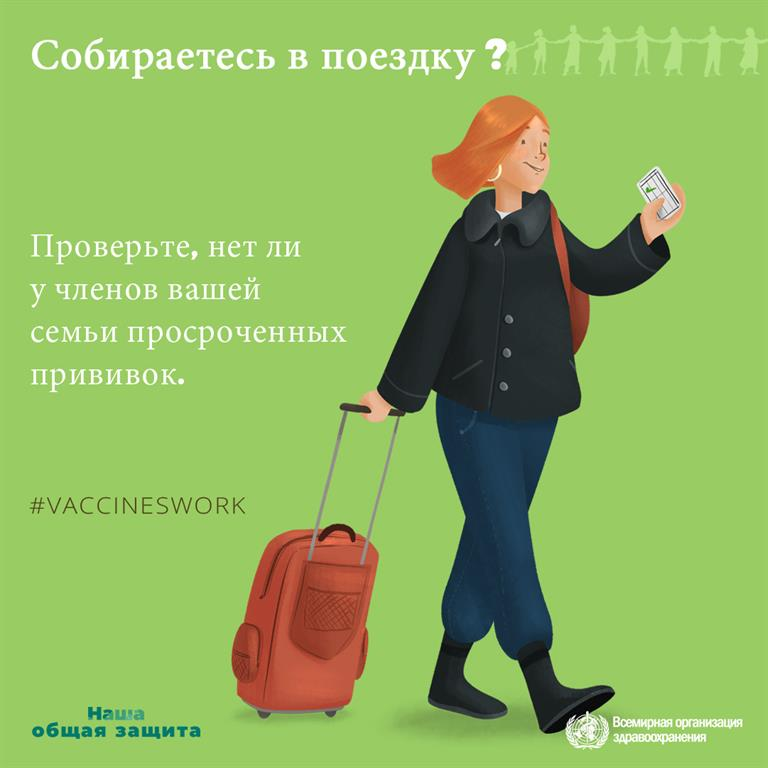 Собираетесь в поездку ?
Проверьте, нет ли
у членов вашей
семьи просроченных
прививок.
#VACCINESWORK
Наша
общая защита
Всемирная организация
здравоохранения